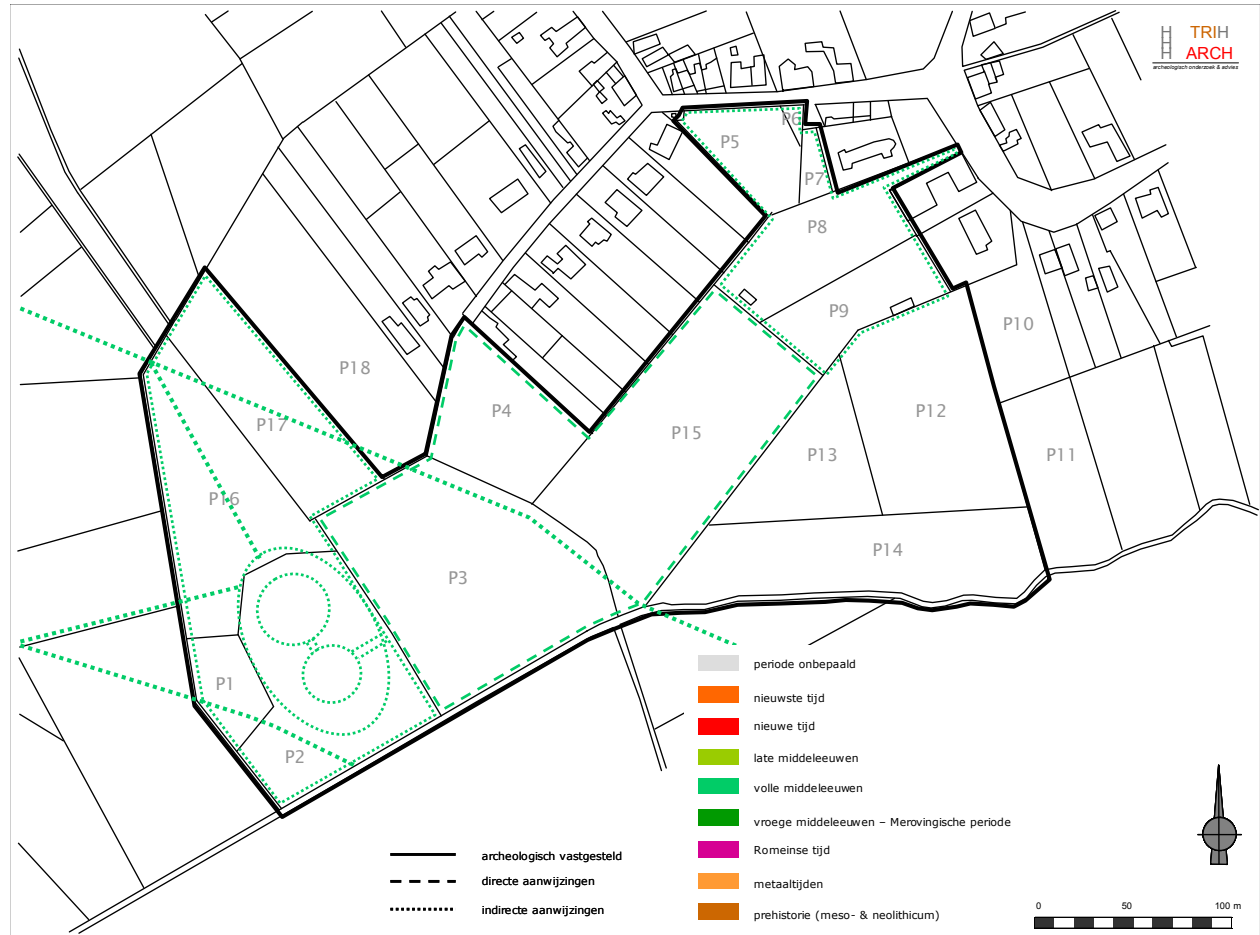 H TRIH
H
H ARCH
archeologisch onderzoek & advies
P6
P5
P7
P8
P9
P10
P18
P4
P12
P17
P15
P13
P11
P16
P14
P3
P1
P2
periode onbepaald
nieuwste tijd
nieuwe tijd
late middeleeuwen
volle middeleeuwen
vroege middeleeuwen – Merovingische periode
Romeinse tijd
metaaltijden
prehistorie (meso- & neolithicum)
archeologisch vastgesteld
directe aanwijzingen
indirecte aanwijzingen
0 50 100 m